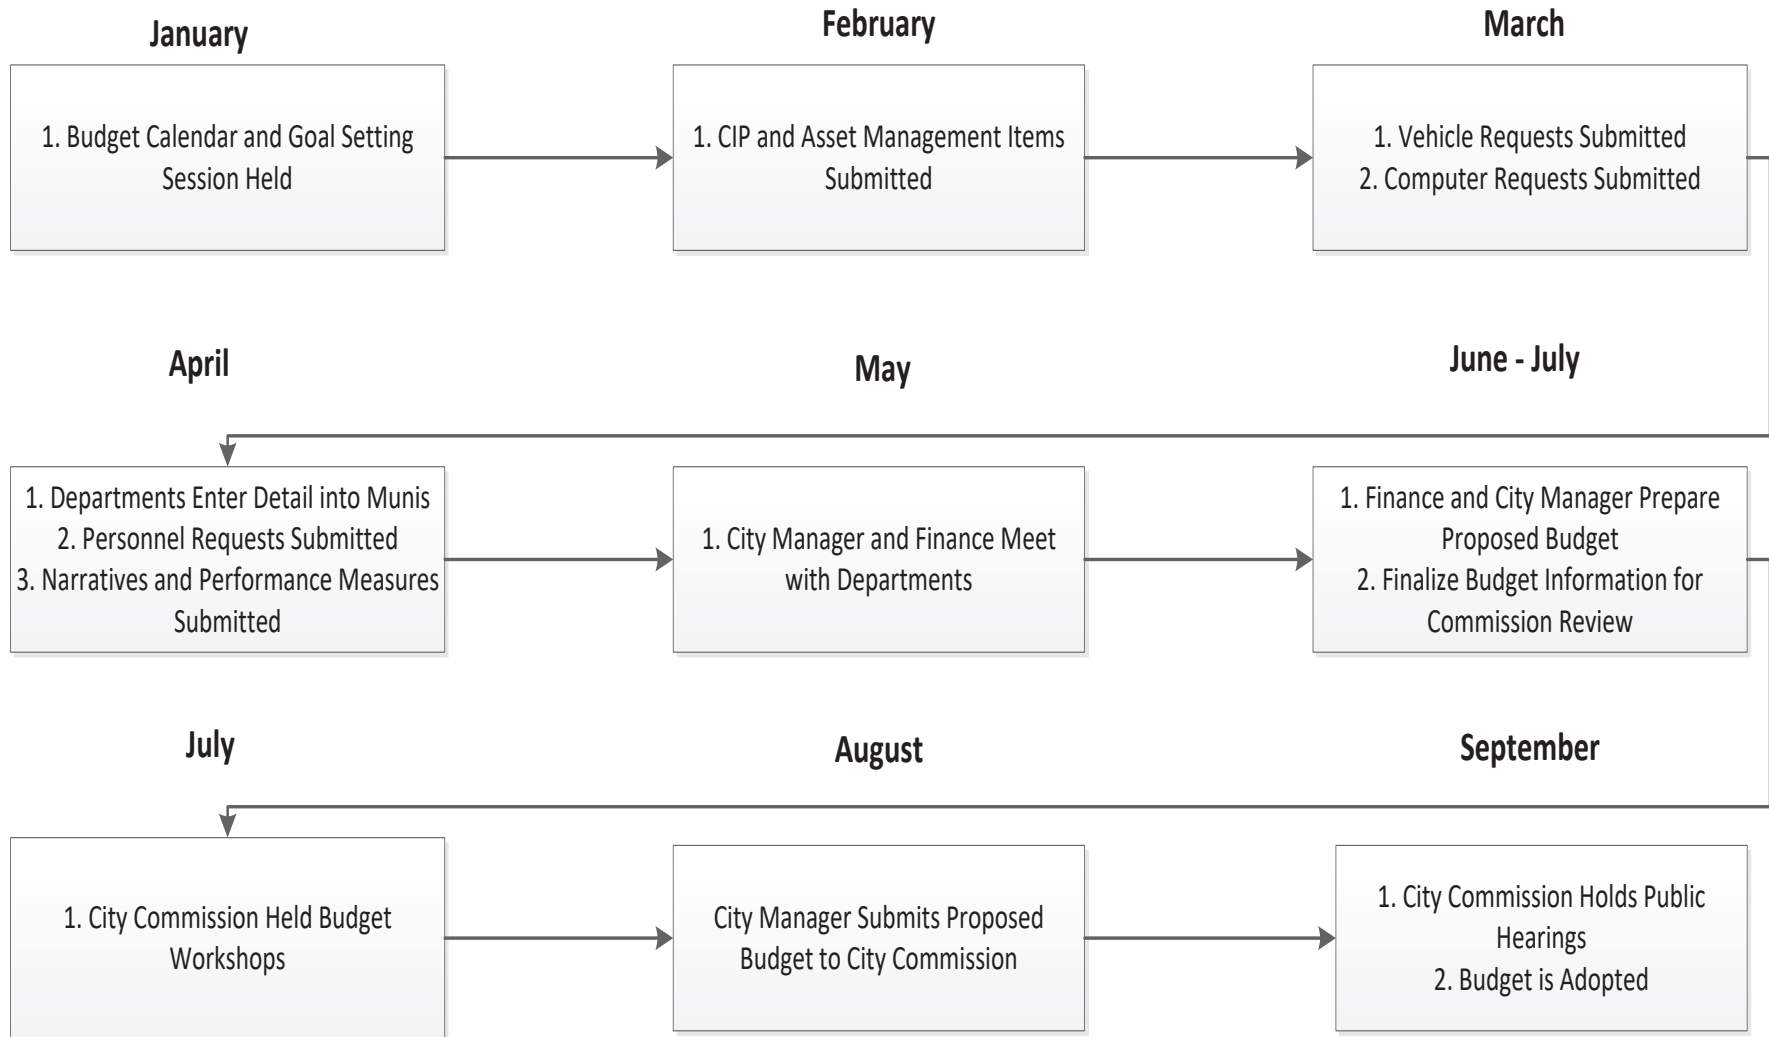 January
1. Budget Calendar and Goal Setting
Session Held
February
1. CIP and Asset Management Items
Submitted
March
1. Vehicle Requests Submitted
2. Computer Requests Submitted
April
1. Departments Enter Detail into Munis
2. Personnel Requests Submitted
3. Narratives and Performance Measures
Submitted
May
1. City Manager and Finance Meet
with Departments
June - July
1. Finance and City Manager Prepare
Proposed Budget
2. Finalize Budget Information for
Commission Review
July
1. City Commission Held Budget
Workshops
August
City Manager Submits Proposed
Budget to City Commission
September
1. City Commission Holds Public
Hearings
2. Budget is Adopted